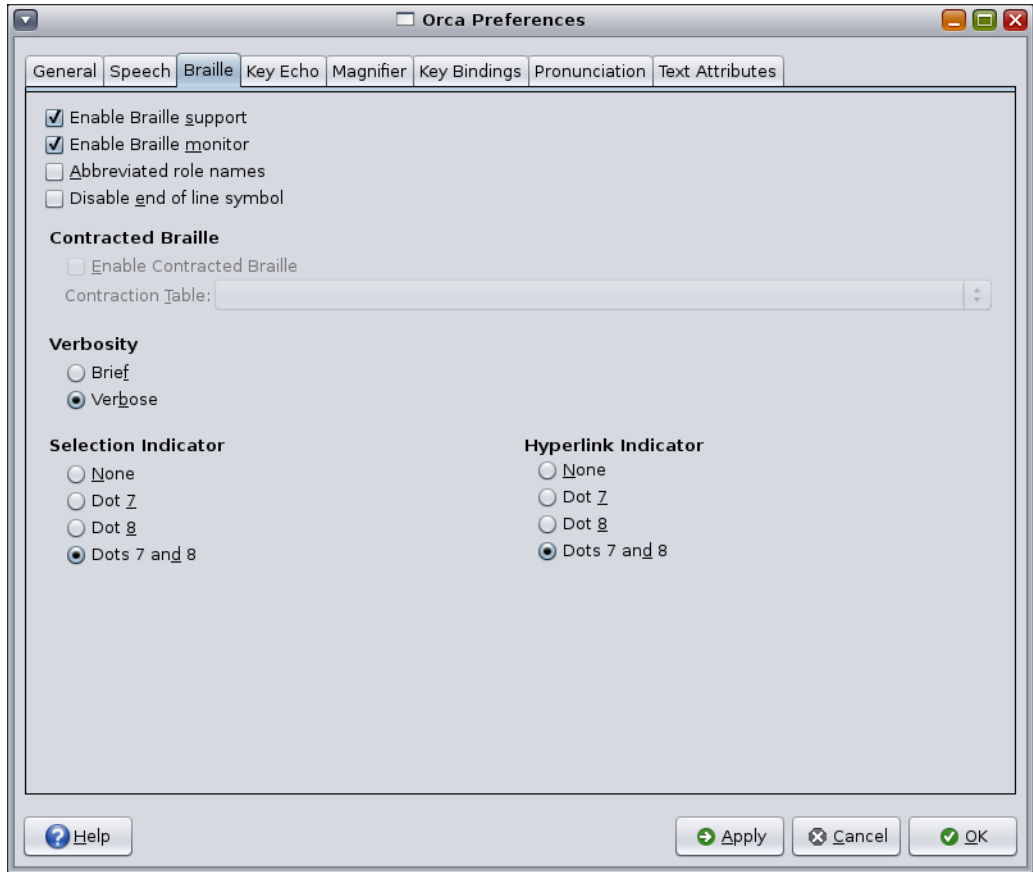 Orca Preferences
General Speech Braille Key Echo Magnifier Key Bindings Pronunciation Text Attributes
Enable Braille support
Enable Braille monitor
Abbreviated role names
Disable end of line symbol
Contracted Braille
Enable Contracted Braille
Contraction Table:
Verbosity
Brief
Verbose
Selection Indicator
None
Dot 7
Dot 8
Dots 7 and 8
Hyperlink Indicator
None
Dot 7
Dot 8
Dots 7 and 8
Help Apply Cancel OK